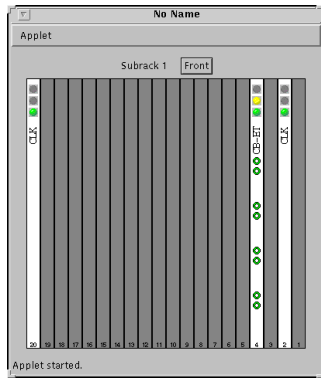 No Name
Applet
Subrack 1 Front
CLK CB-ET CLK
20 19 18 17 16 15 14 13 12 11 10 9 8 7 6 5 4 3 2 1
Applet started.